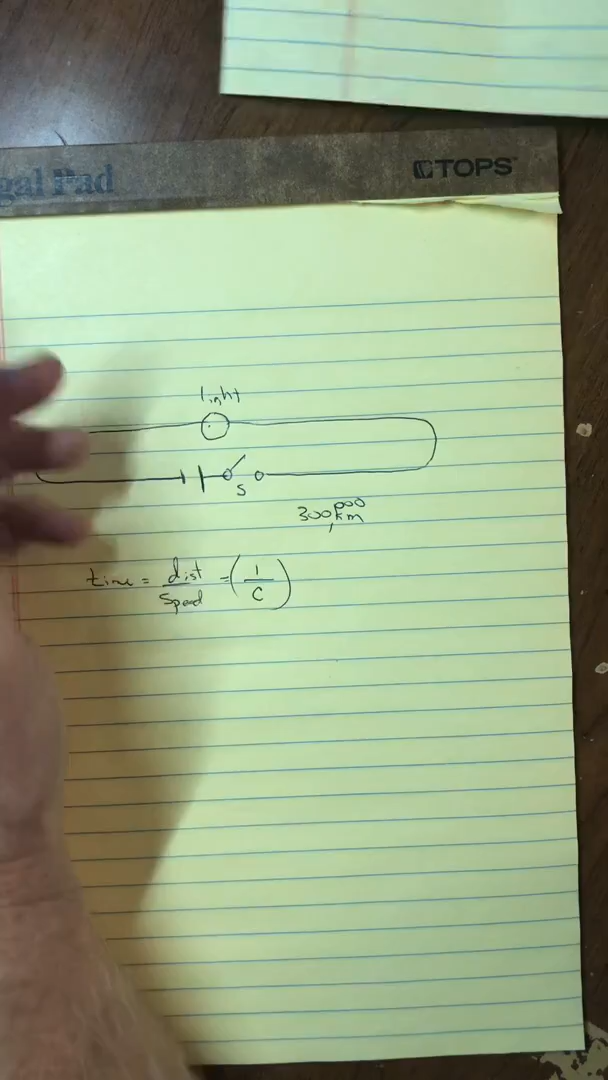 gal Pad
TOPS
light
S
300,000
km
time = dist = ( 1 )
speed c